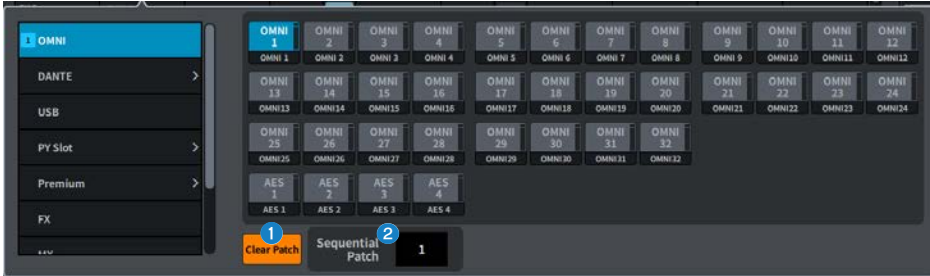 1 OMNI
DANTE
USB
PY Slot
Premium
FX
OMNI 1 OMNI 2 OMNI 3 OMNI 4 OMNI 5 OMNI 6 OMNI 7 OMNI 8 OMNI 9 OMNI 10 OMNI 11 OMNI 12
OMNI 1 OMNI 2 OMNI 3 OMNI 4 OMNI 5 OMNI 6 OMNI 7 OMNI 8 OMNI 9 OMNI10 OMNI11 OMNI12
OMNI 13 OMNI 14 OMNI 15 OMNI 16 OMNI 17 OMNI 18 OMNI 19 OMNI 20 OMNI 21 OMNI 22 OMNI 23 OMNI 24
OMNI13 OMNI14 OMNI15 OMNI16 OMNI17 OMNI18 OMNI19 OMNI20 OMNI21 OMNI22 OMNI23 OMNI24
OMNI 25 OMNI 26 OMNI 27 OMNI 28 OMNI 29 OMNI 30 OMNI 31 OMNI 32
OMNI25 OMNI26 OMNI27 OMNI28 OMNI29 OMNI30 OMNI31 OMNI32
AES 1 AES 2 AES 3 AES 4
AES 1 AES 2 AES 3 AES 4
1 2
Clear Patch
Sequential
Patch
1